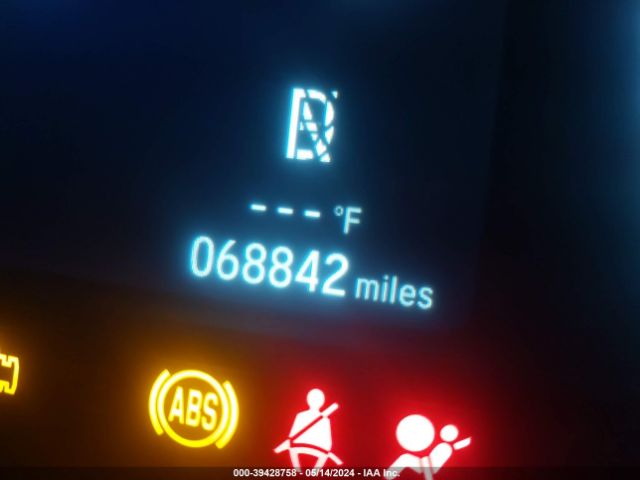 --- °F
068842 miles
ABS
000-39428758 - 05/14/2024 - IAA Inc.